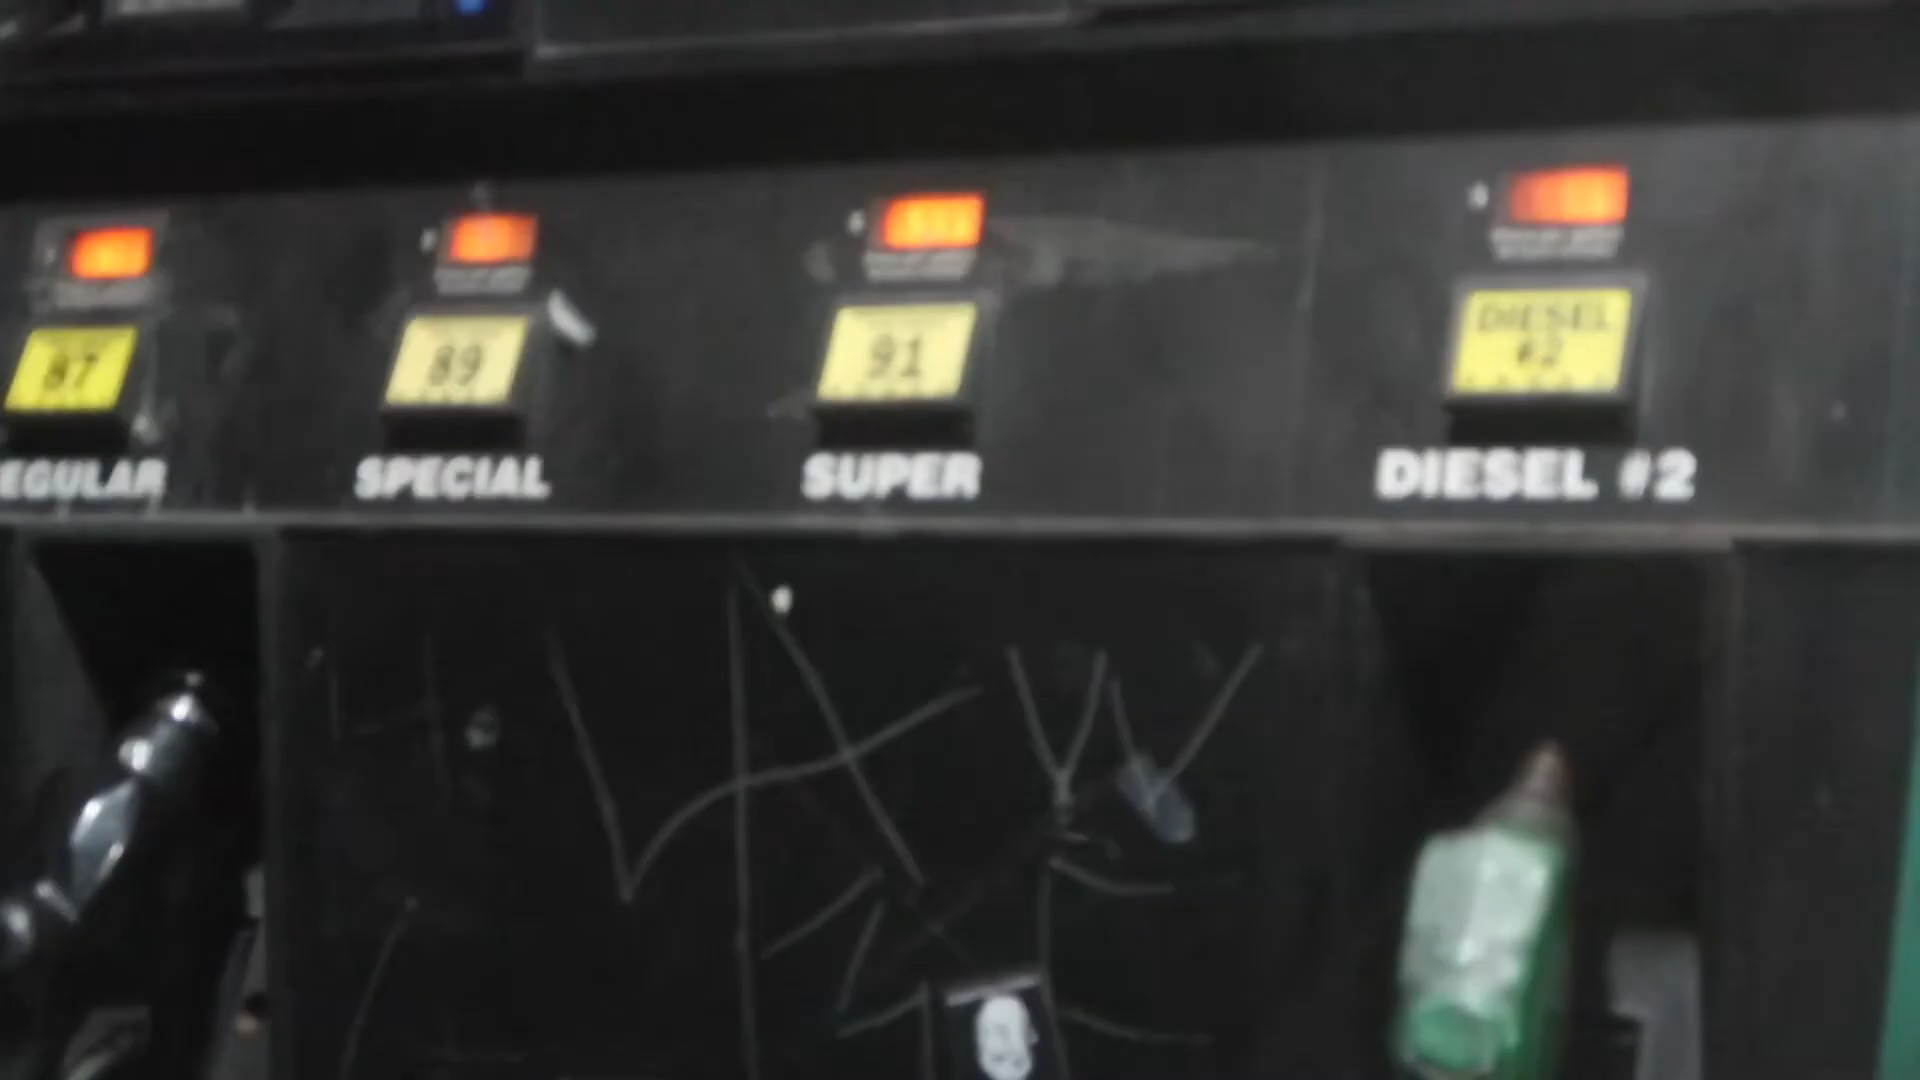 87
89
91
DIESEL
#2
EGULAR
SPECIAL
SUPER
DIESEL #2